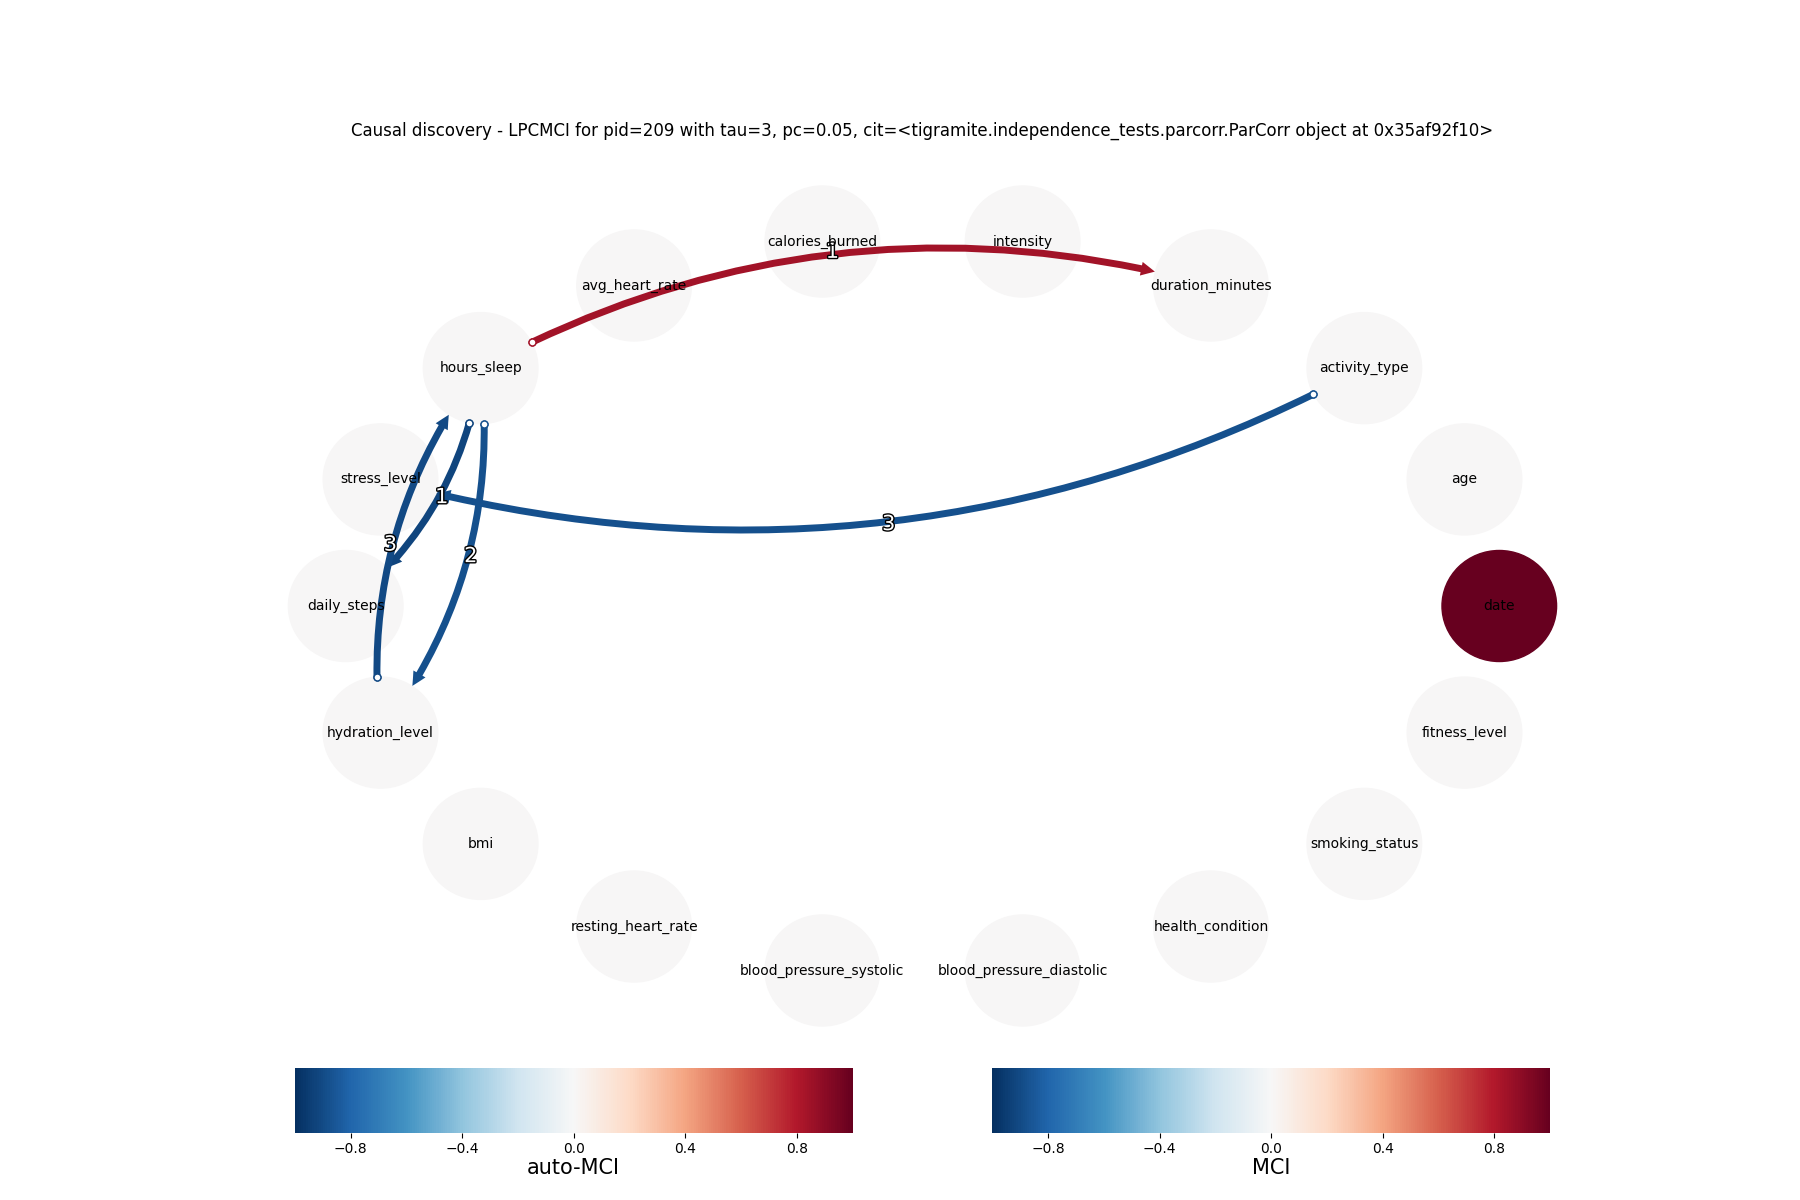 Causal discovery - LPCMCI for pid=209 with tau=3, pc=0.05, cit=<tigramite.independence_tests.parcorr.ParCorr object at 0x35af92f10>
calories_burned
intensity
1
avg_heart_rate
duration_minutes
hours_sleep
activity_type
stress_level
age
1
3
3
2
daily_steps
date
hydration_level
fitness_level
bmi
smoking_status
resting_heart_rate
health_condition
blood_pressure_systolic
blood_pressure_diastolic
−0.8 −0.4 0.0 0.4 0.8
auto-MCI
−0.8 −0.4 0.0 0.4 0.8
MCI